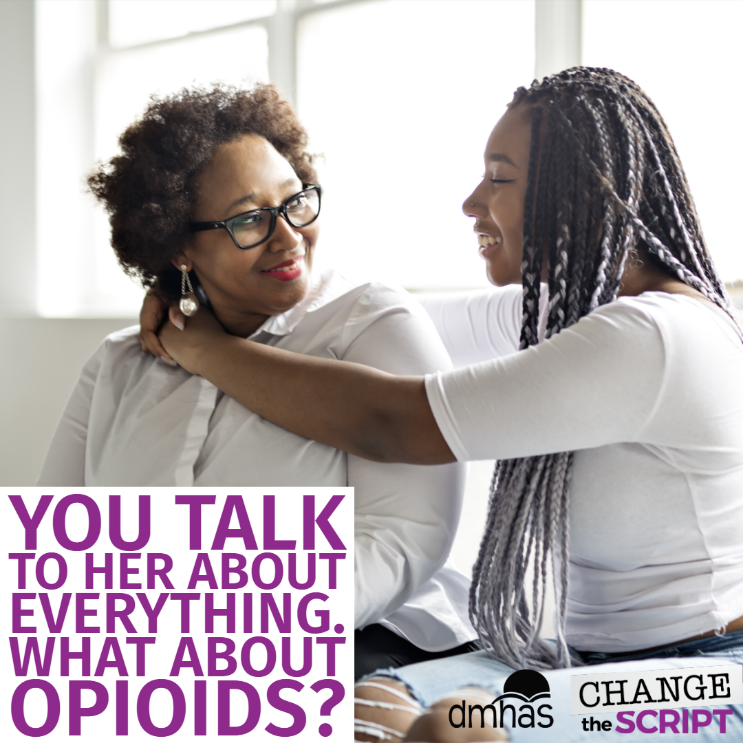 YOU TALK
TO HER ABOUT
EVERYTHING.
WHAT ABOUT
OPIOIDS?
dmhas
CHANGE
the SCRIPT